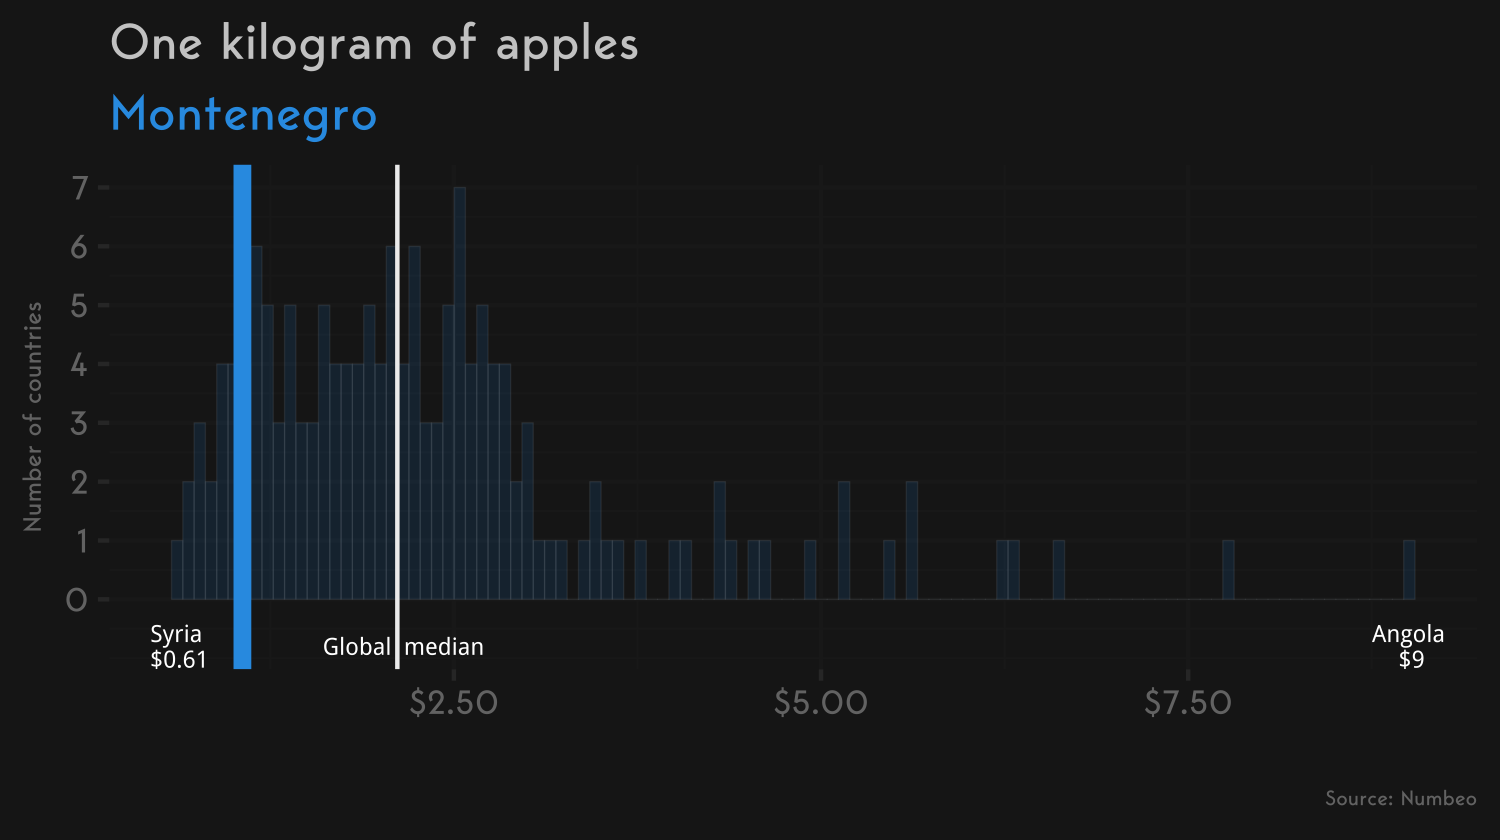 One kilogram of apples
Montenegro
Number of countries
7
6
5
4
3
2
1
0
Syria
$0.61
Global median
Angola
$9
$2.50
$5.00
$7.50
Source: Numbeo